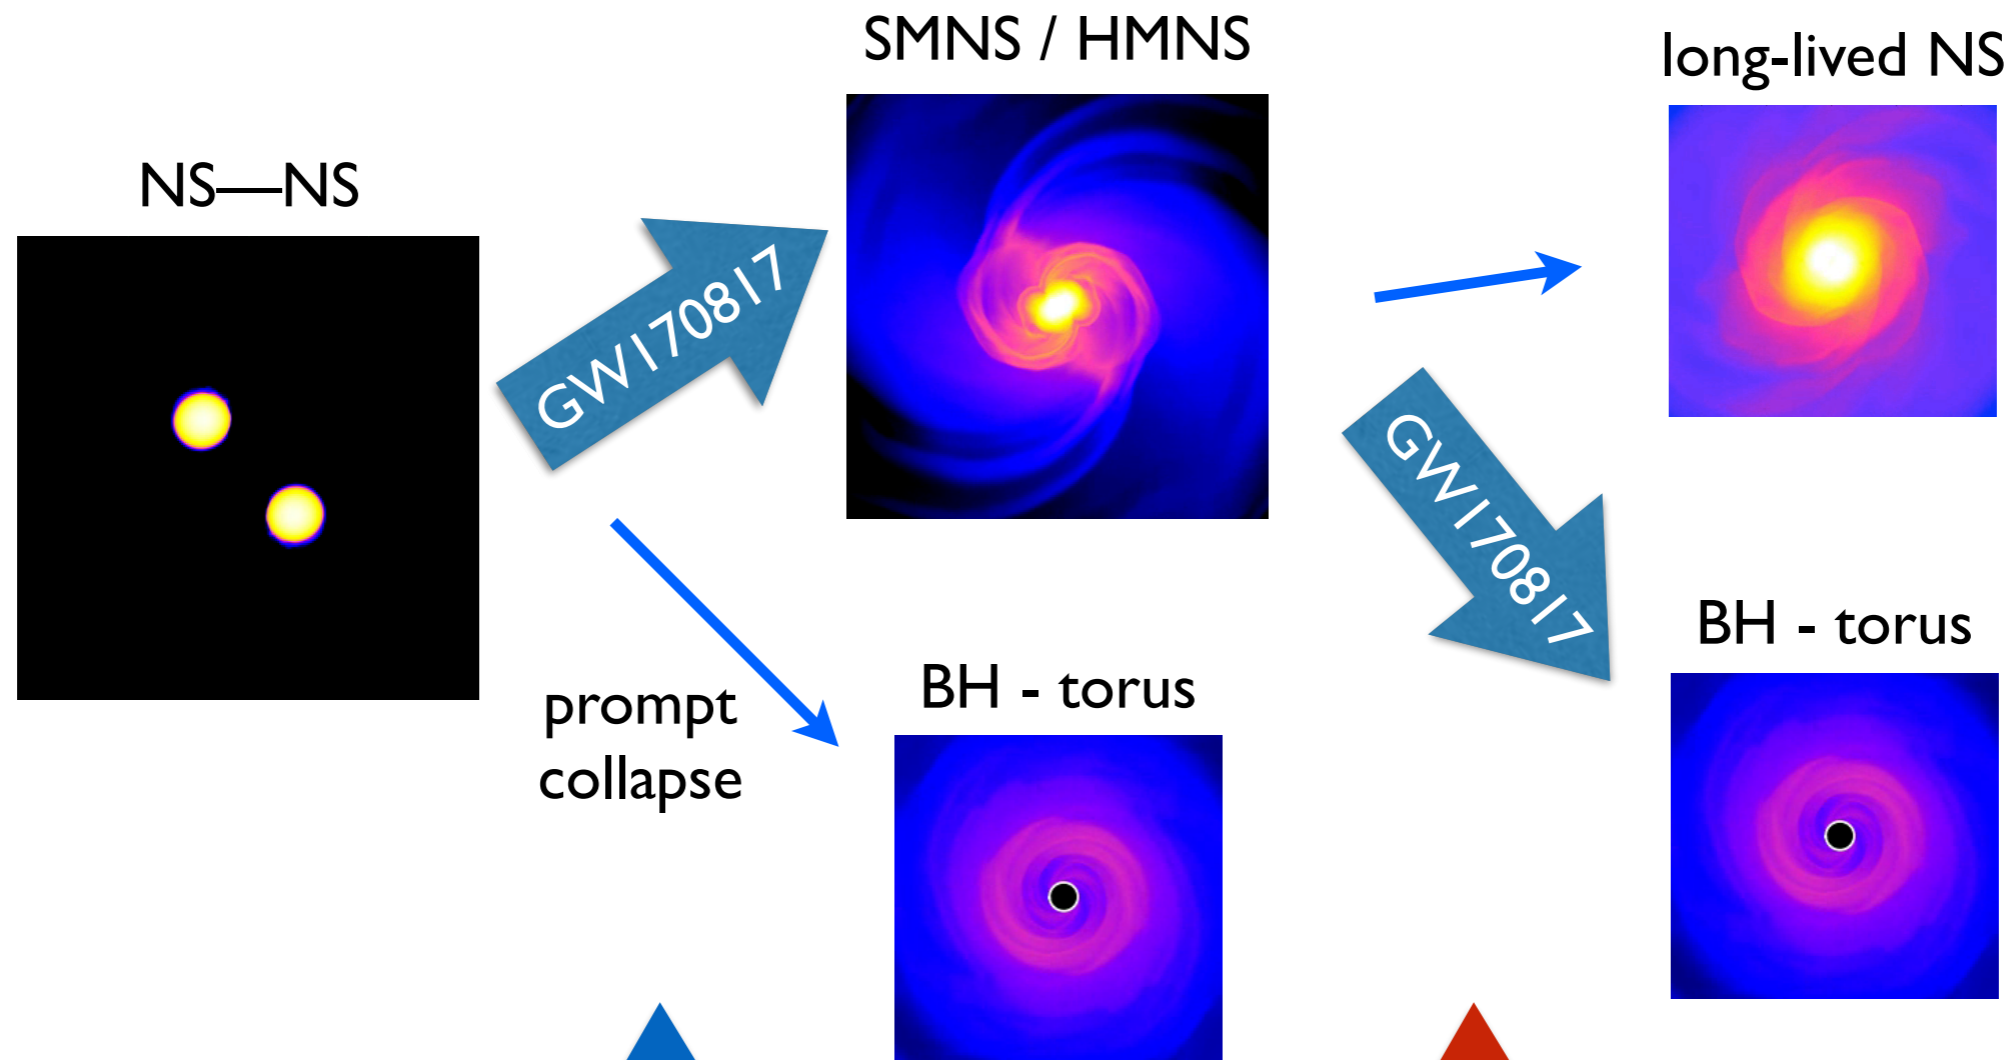 SMNS / HMNS
long-lived NS
NS—NS
GW170817
GW170817
prompt
collapse
BH - torus
BH - torus